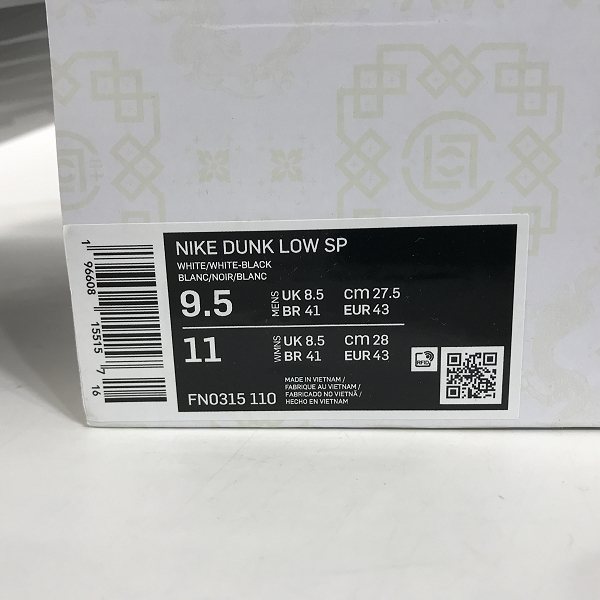 NIKE DUNK LOW SP
WHITE/WHITE-BLACK
BLANC/NOIR/BLANC
9.5 MENS UK 8.5 cm 27.5
BR 41 EUR 43
11 WMNS UK 8.5 cm 28
BR 41 EUR 43
RFID
FN0315 110
MADE IN VIETNAM /
FABRIQUE AU VIETNAM /
FABRICADO NO VIETNÃ /
HECHO EN VIETNAM
1 96608 15515 7 16